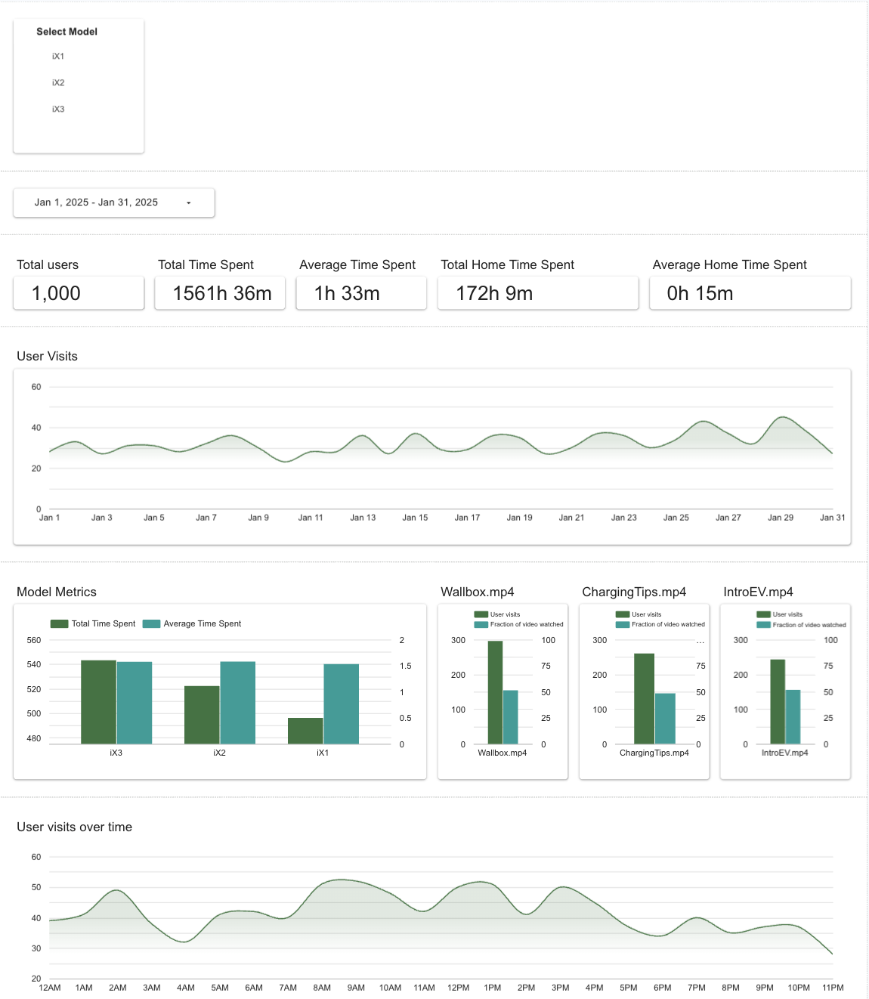 Select Model
iX1
iX2
iX3
Jan 1, 2025 - Jan 31, 2025
Total users
Total Time Spent
Average Time Spent
Total Home Time Spent
Average Home Time Spent
1,000
1561h 36m
1h 33m
172h 9m
0h 15m
User Visits
60
40
20
0
Jan 1 Jan 3 Jan 5 Jan 7 Jan 9 Jan 11 Jan 13 Jan 15 Jan 17 Jan 19 Jan 21 Jan 23 Jan 25 Jan 27 Jan 29 Jan 31
Model Metrics
Total Time Spent Average Time Spent
560 2
540 1.5
520 1
500 0.5
480 0
iX3 iX2 iX1
Wallbox.mp4
User visits
Fraction of video watched
300 100
75
200
50
100
25
0 0
Wallbox.mp4
ChargingTips.mp4
User visits
Fraction of video watched
300 ...
75
200
50
100
25
0 0
ChargingTips.mp4
IntroEV.mp4
User visits
Fraction of video watched
300 100
75
200
50
100
25
0 0
IntroEV.mp4
User visits over time
60
50
40
30
20
12AM 1AM 2AM 3AM 4AM 5AM 6AM 7AM 8AM 9AM 10AM 11AM 12PM 1PM 2PM 3PM 4PM 5PM 6PM 7PM 8PM 9PM 10PM 11PM